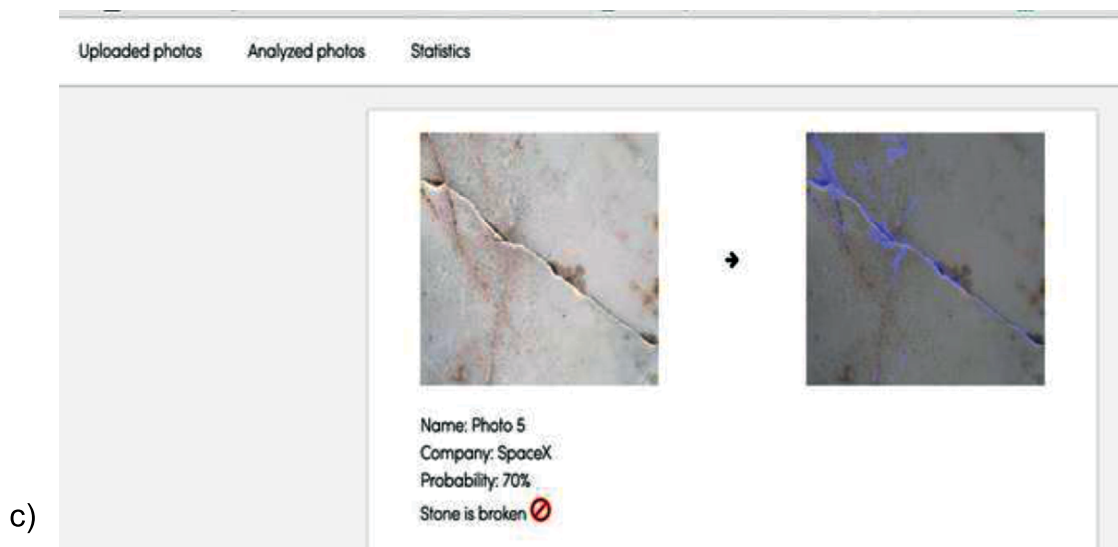 Uploaded photos Analyzed photos Statistics
Name: Photo 5
Company: SpaceX
Probability: 70%
Stone is broken
c)